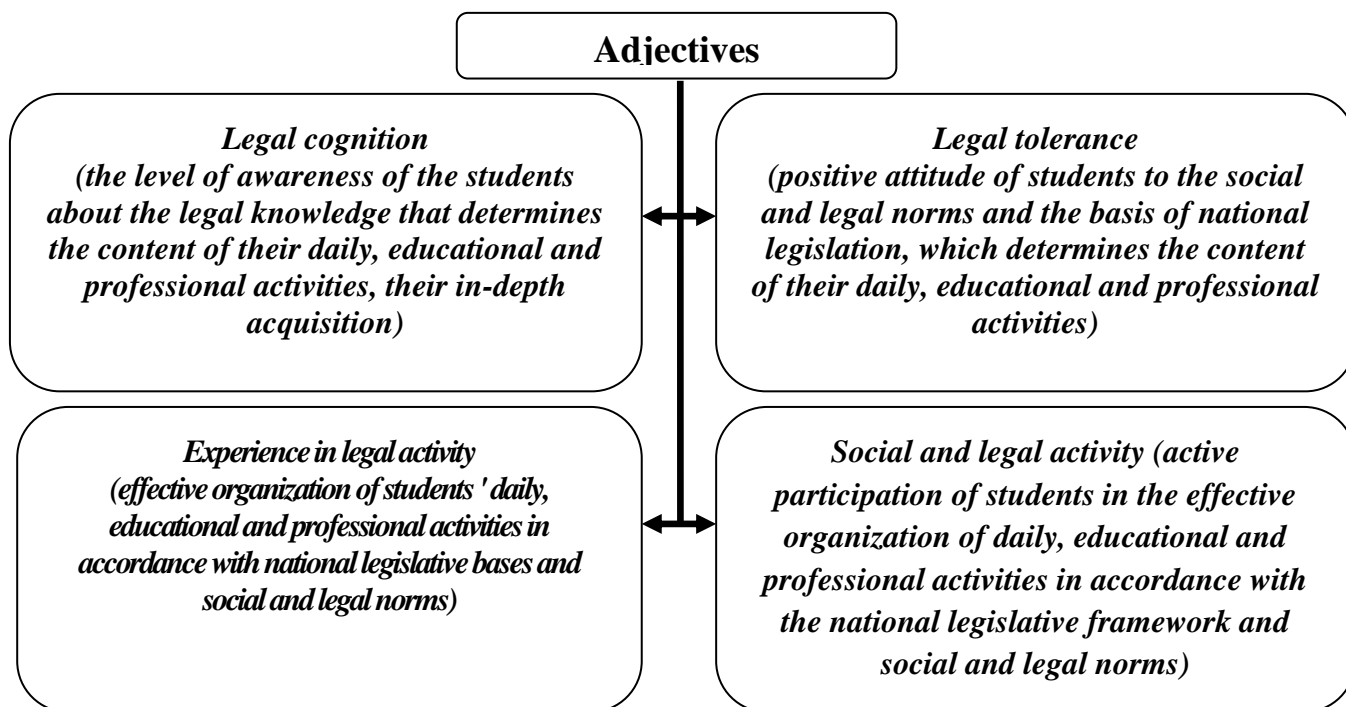 Adjectives
Legal cognition
(the level of awareness of the students
about the legal knowledge that determines
the content of their daily, educational and
professional activities, their in-depth
acquisition)
Legal tolerance
(positive attitude of students to the social
and legal norms and the basis of national
legislation, which determines the content
of their daily, educational and professional
activities)
Experience in legal activity
(effective organization of students ' daily,
educational and professional activities in
accordance with national legislative bases and
social and legal norms)
Social and legal activity (active
participation of students in the effective
organization of daily, educational and
professional activities in accordance with
the national legislative framework and
social and legal norms)